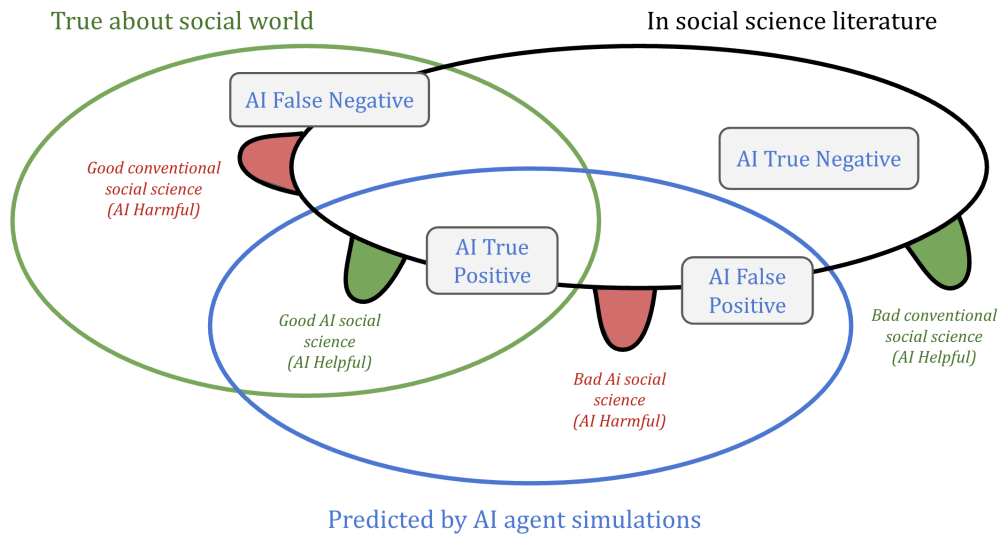 True about social world
In social science literature
AI False Negative
AI True Negative
Good conventional
social science
(AI Harmful)
AI True
Positive
AI False
Positive
Good AI social
science
(AI Helpful)
Bad conventional
social science
(AI Helpful)
Bad Ai social
science
(AI Harmful)
Predicted by AI agent simulations